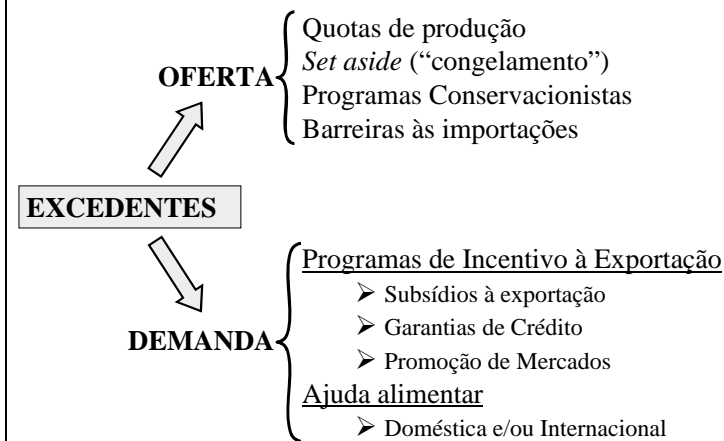 Quotas de produção
Set aside (“congelamento”)
OFERTA
Programas Conservacionistas
Barreiras às importações
EXCEDENTES
Programas de Incentivo à Exportação
➢ Subsídios à exportação
➢ Garantias de Crédito
DEMANDA
➢ Promoção de Mercados
Ajuda alimentar
➢ Doméstica e/ou Internacional